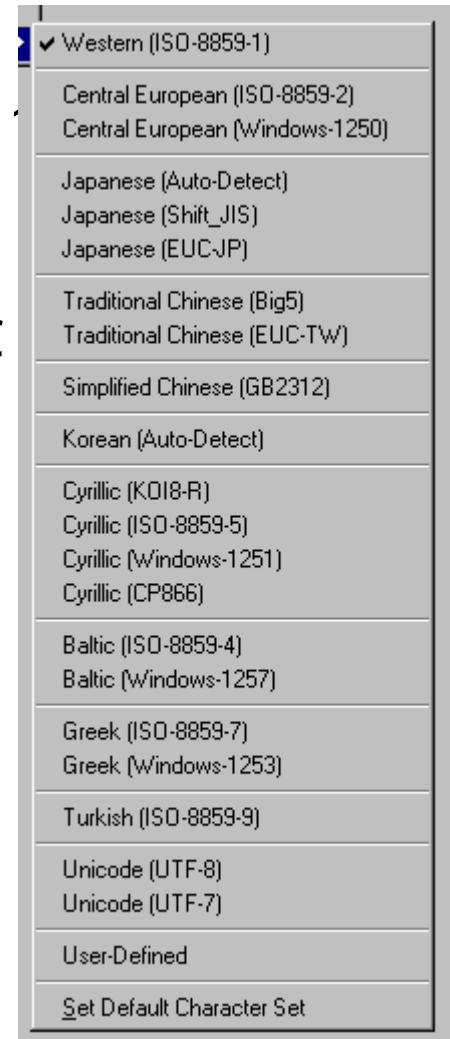 Western (ISO-8859-1)
Central European (ISO-8859-2)
Central European (Windows-1250)
Japanese (Auto-Detect)
Japanese (Shift_JIS)
Japanese (EUC-JP)
Traditional Chinese (Big5)
Traditional Chinese (EUC-TW)
Simplified Chinese (GB2312)
Korean (Auto-Detect)
Cyrillic (KOI8-R)
Cyrillic (ISO-8859-5)
Cyrillic (Windows-1251)
Cyrillic (CP866)
Baltic (ISO-8859-4)
Baltic (Windows-1257)
Greek (ISO-8859-7)
Greek (Windows-1253)
Turkish (ISO-8859-9)
Unicode (UTF-8)
Unicode (UTF-7)
User-Defined
Set Default Character Set